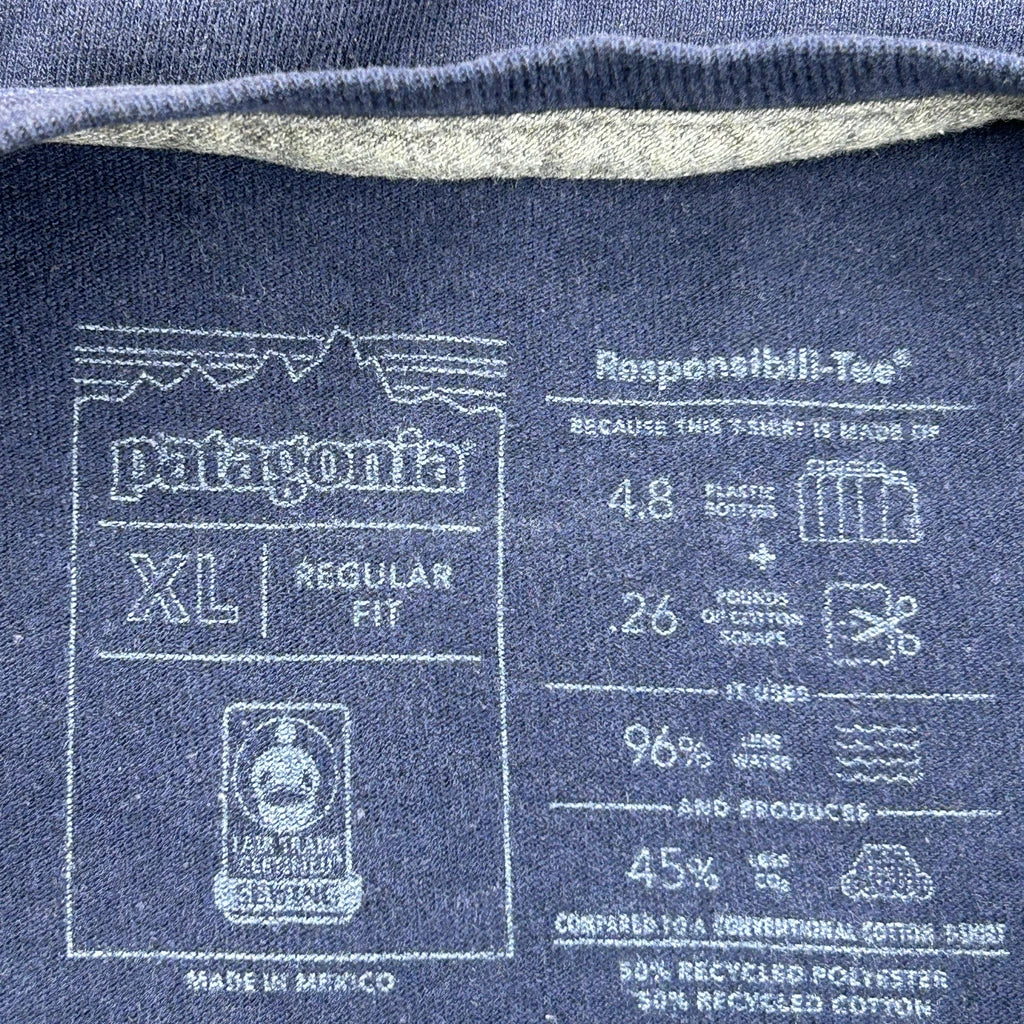 patagonia®
XL
REGULAR
FIT
FAIR TRADE
CERTIFIED
SEWING
MADE IN MEXICO
Responsibili-Tee®
BECAUSE THIS T-SHIRT IS MADE OF
4.8
PLASTIC
BOTTLES
+
.26
POUNDS
OF COTTON
SCRAPS
IT USES
96%
LESS
WATER
AND PRODUCES
45%
LESS
CO₂
COMPARED TO A CONVENTIONAL COTTON T-SHIRT
50% RECYCLED POLYESTER
50% RECYCLED COTTON